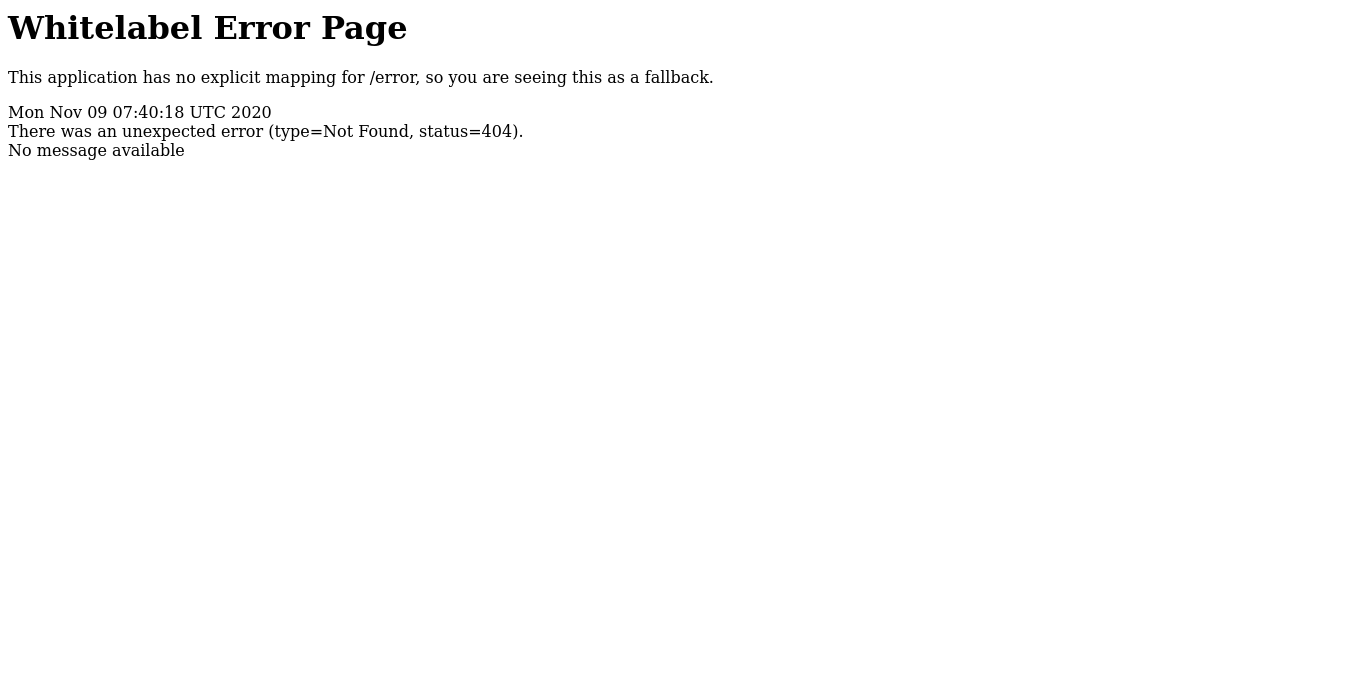 Whitelabel Error Page
This application has no explicit mapping for /error, so you are seeing this as a fallback.
Mon Nov 09 07:40:18 UTC 2020
There was an unexpected error (type=Not Found, status=404).
No message available